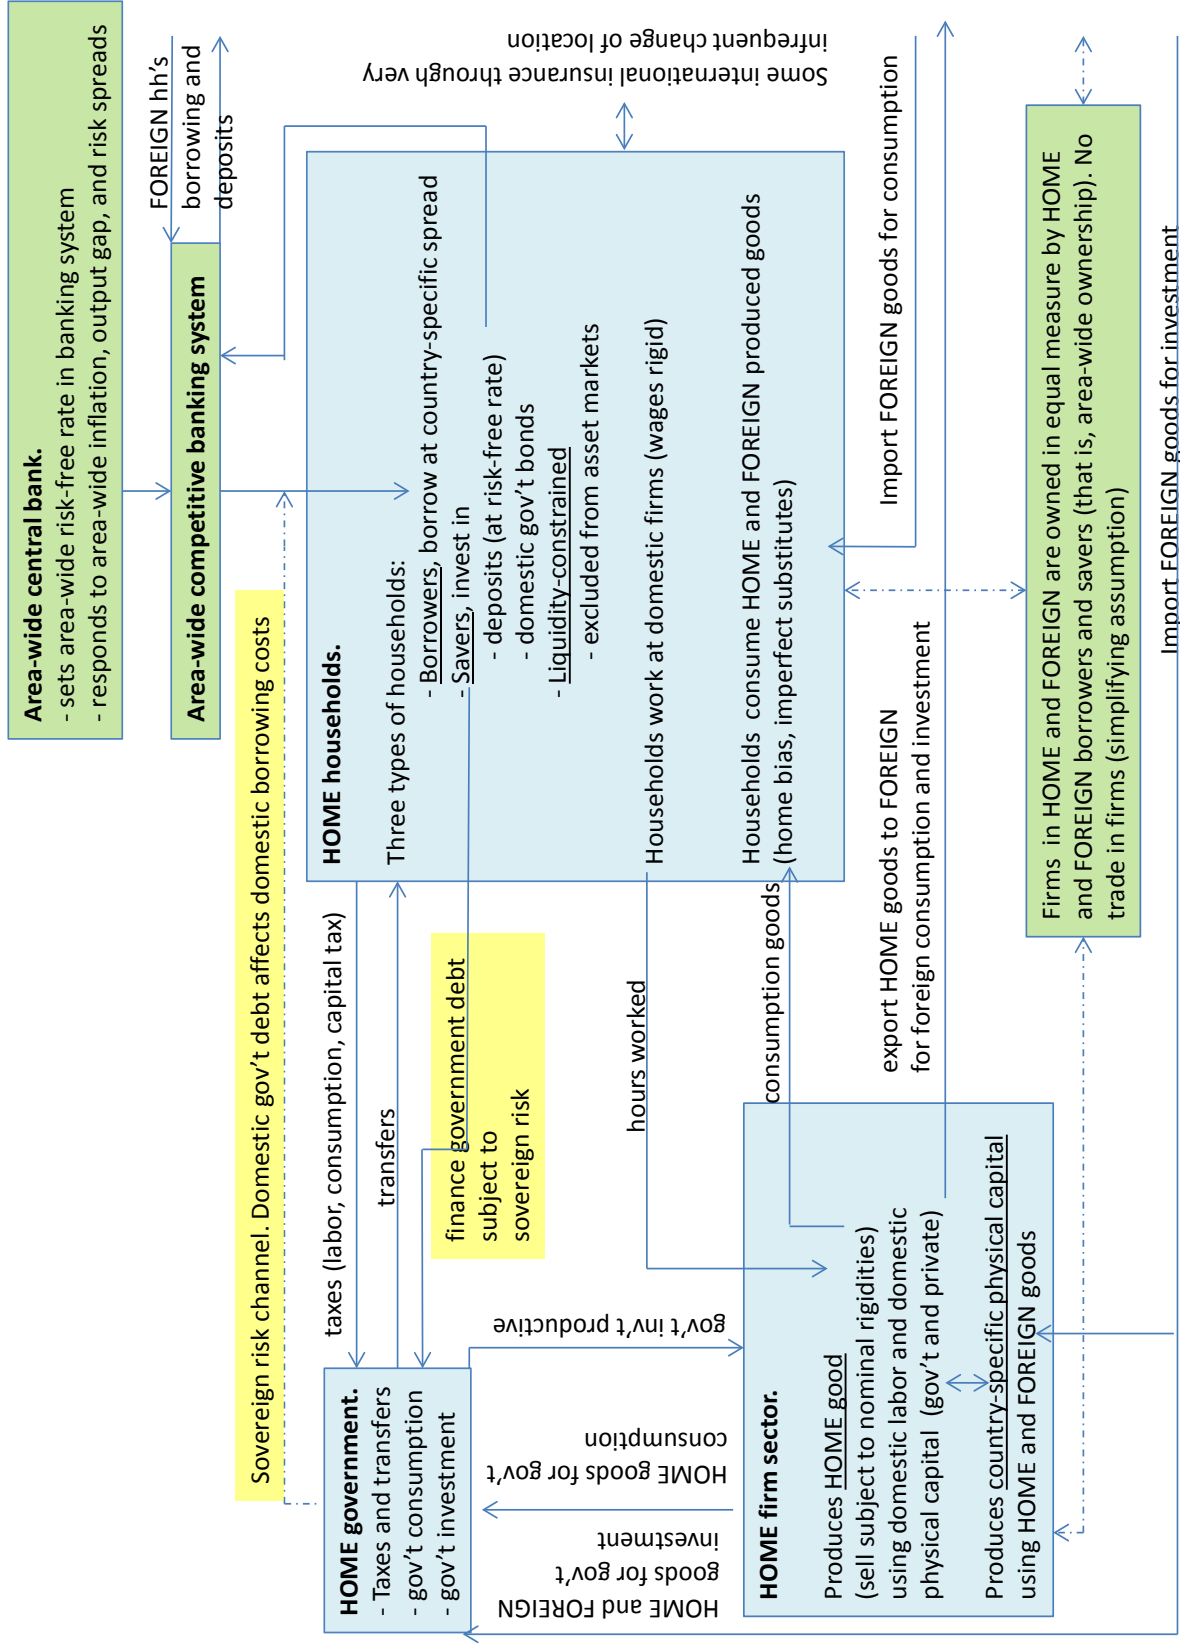 Area-wide central bank.
- sets area-wide risk-free rate in banking system
- responds to area-wide inflation, output gap, and risk spreads
Area-wide competitive banking system
FOREIGN hh's
borrowing and
deposits
Sovereign risk channel. Domestic gov't debt affects domestic borrowing costs
HOME government.
- Taxes and transfers
- gov't consumption
- gov't investment
taxes (labor, consumption, capital tax)
transfers
finance government debt
subject to
sovereign risk
HOME households.
Three types of households:
- Borrowers, borrow at country-specific spread
- Savers, invest in
- deposits (at risk-free rate)
- domestic gov't bonds
- Liquidity-constrained
- excluded from asset markets
Households work at domestic firms (wages rigid)
Households consume HOME and FOREIGN produced goods
(home bias, imperfect substitutes)
Some international insurance through very
infrequent change of location
HOME and FOREIGN
goods for gov't
investment
HOME goods for gov't
consumption
gov't inv't productive
hours worked
consumption goods
HOME firm sector.
Produces HOME good
(sell subject to nominal rigidities)
using domestic labor and domestic
physical capital (gov't and private)
Produces country-specific physical capital
using HOME and FOREIGN goods
export HOME goods to FOREIGN
for foreign consumption and investment
Import FOREIGN goods for consumption
Firms in HOME and FOREIGN are owned in equal measure by HOME
and FOREIGN borrowers and savers (that is, area-wide ownership). No
trade in firms (simplifying assumption)
Import FOREIGN goods for investment